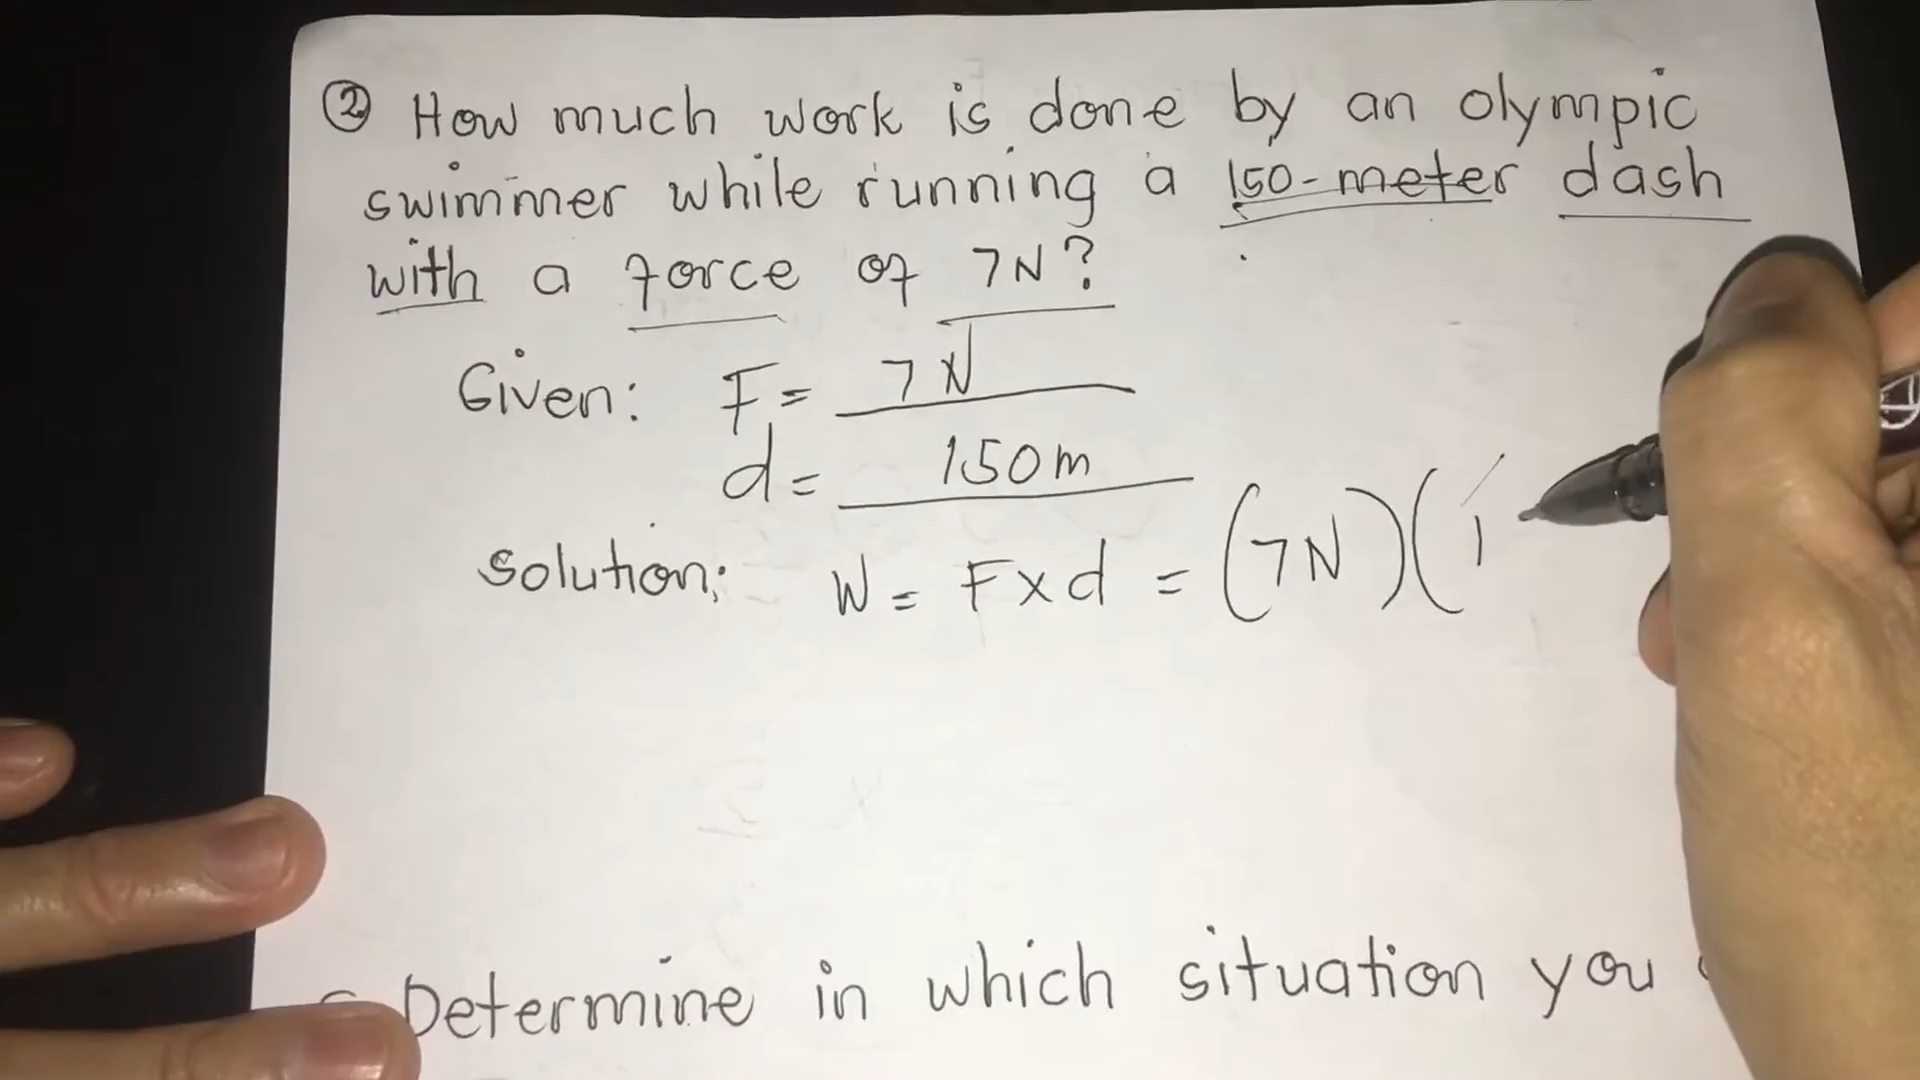 ② How much work is done by an olympic
swimmer while running a 150-meter dash
with a force of 7N?
Given: F= 7N
d= 150m
Solution: W = F x d = (7N)(1
Determine in which situation you